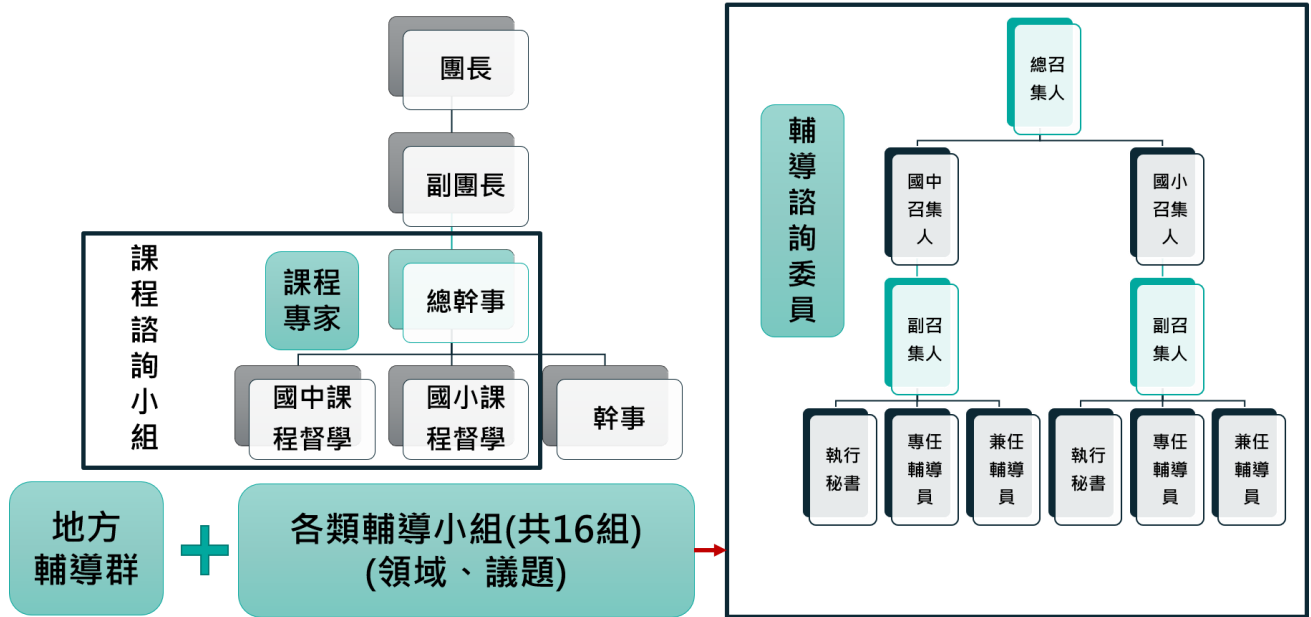 團長
副團長
課程諮詢小組
課程
專家
總幹事
國中課
程督學
國小課
程督學
幹事
地方
輔導群
各類輔導小組(共16組)
(領域、議題)
輔導諮詢委員
總召
集人
國中
召集
人
國小
召集
人
副召
集人
副召
集人
執行
秘書
專任
輔導
員
兼任
輔導
員
執行
秘書
專任
輔導
員
兼任
輔導
員